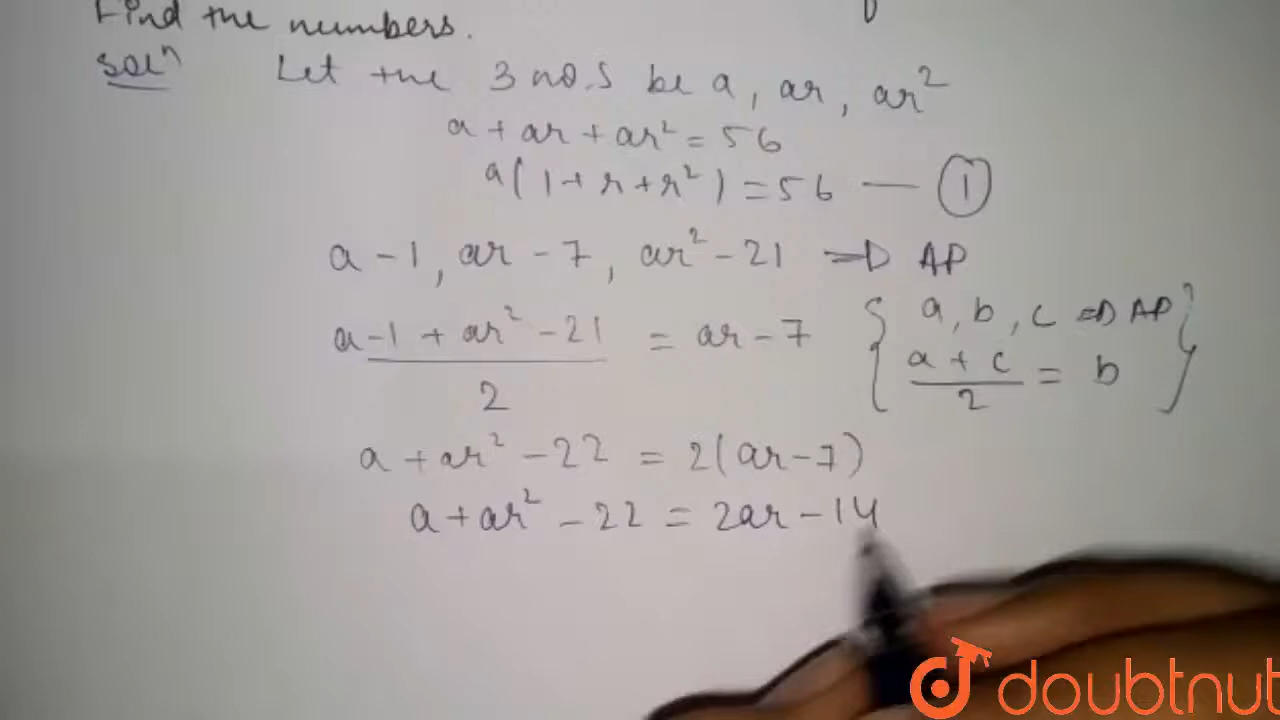 Find the numbers.
Solⁿ Let the 3 no.s be a, ar, ar²
a + ar + ar² = 56
a(1+r+r²) = 56 — ①
a - 1, ar - 7, ar² - 21 ⇒ AP
a - 1 + ar² - 21 / 2 = ar - 7
{ a, b, c ⇒ AP
a + c / 2 = b }
a + ar² - 22 = 2(ar - 7)
a + ar² - 22 = 2ar - 14
doubtnut